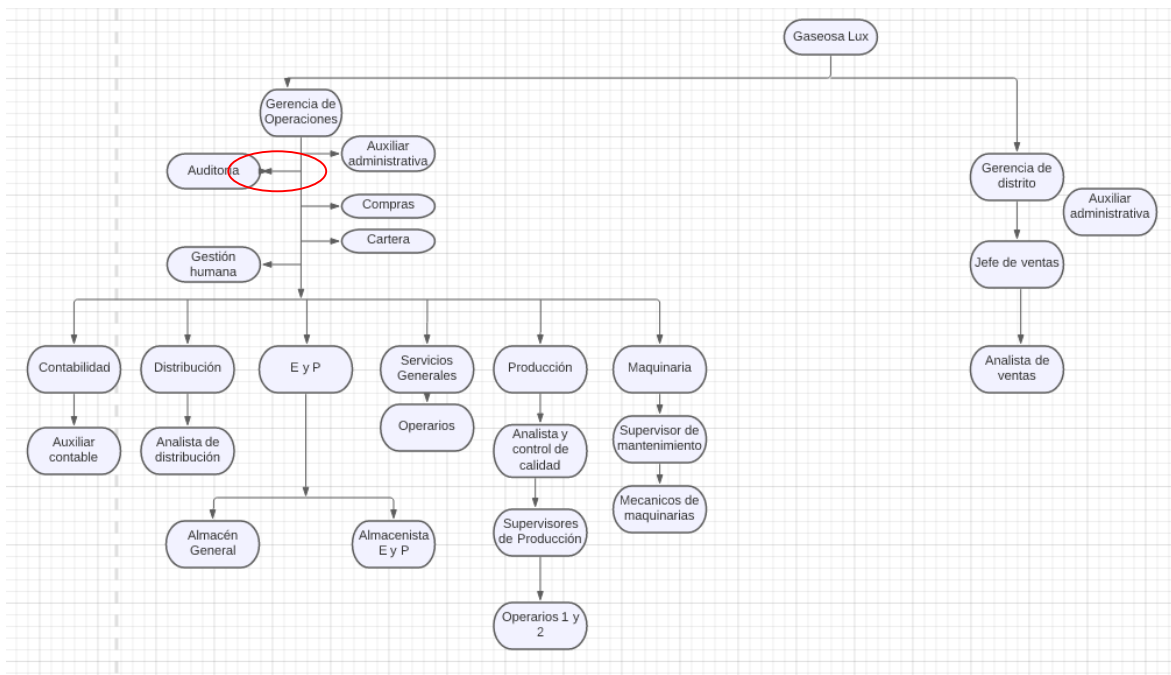 Gaseosa Lux
Gerencia de
Operaciones
Auxiliar
administrativa
Auditoria
Compras
Cartera
Gestión
humana
Gerencia de
distrito
Auxiliar
administrativa
Jefe de ventas
Analista de
ventas
Contabilidad
Distribución
E y P
Servicios
Generales
Producción
Maquinaria
Auxiliar
contable
Analista de
distribución
Operarios
Analista y
control de
calidad
Supervisor de
mantenimiento
Almacén
General
Almacenista
E y P
Supervisores
de Producción
Mecanicos de
maquinarias
Operarios 1 y
2